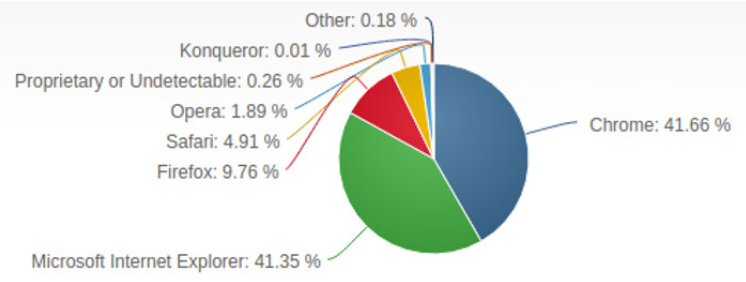 Other: 0.18 %
Konqueror: 0.01 %
Proprietary or Undetectable: 0.26 %
Opera: 1.89 %
Safari: 4.91 %
Firefox: 9.76 %
Chrome: 41.66 %
Microsoft Internet Explorer: 41.35 %